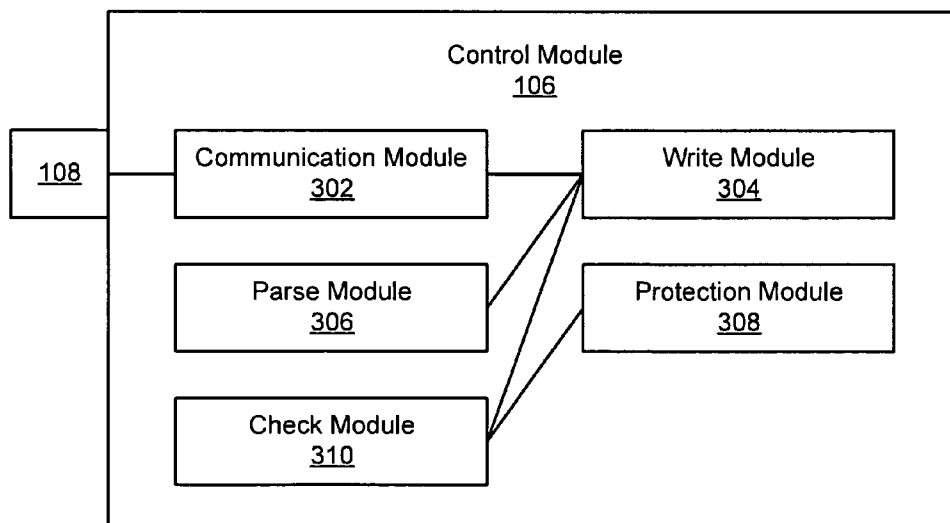 Control Module
106
108
Communication Module
302
Write Module
304
Parse Module
306
Protection Module
308
Check Module
310